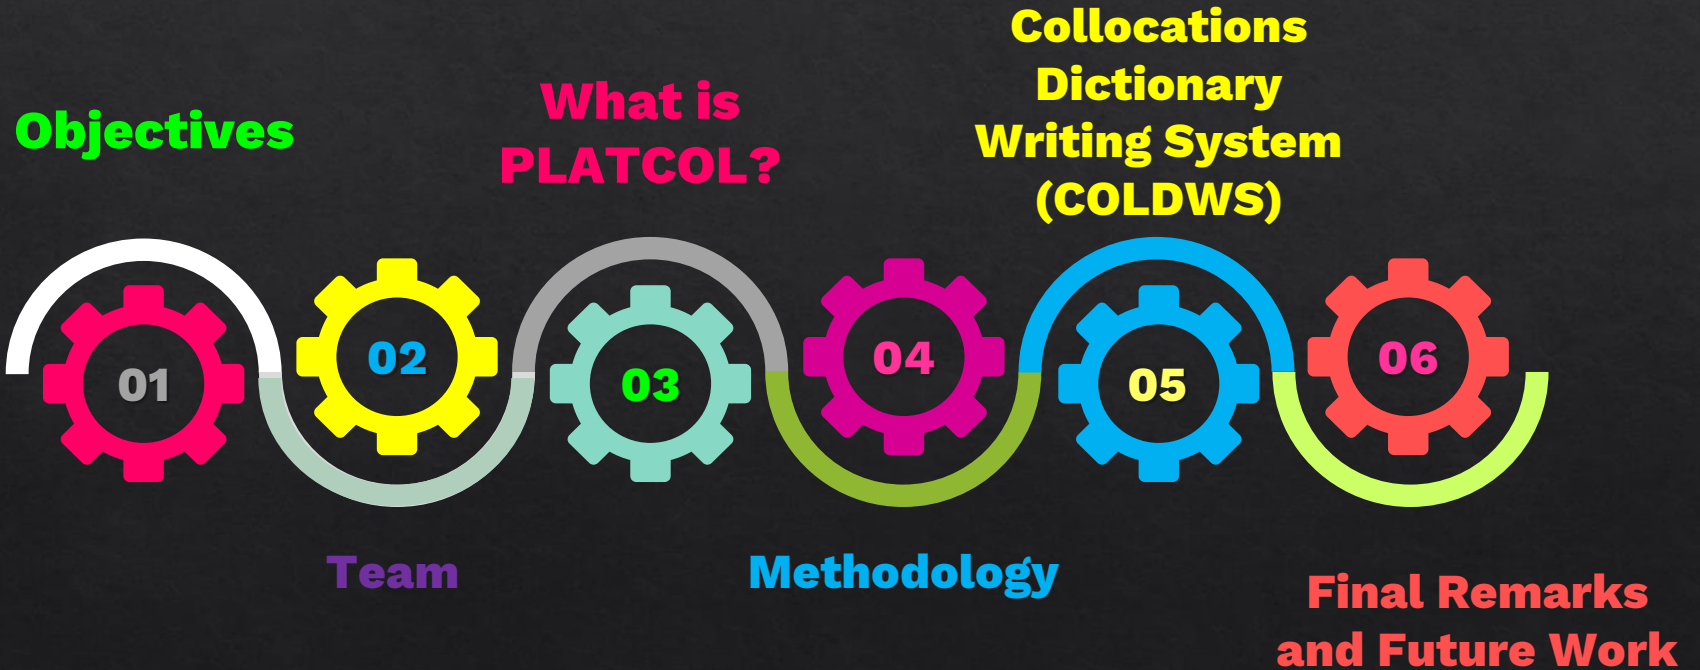 Objectives
01
Team
02
What is
PLATCOL?
03
Methodology
04
Collocations
Dictionary
Writing System
(COLDWS)
05
Final Remarks
and Future Work
06